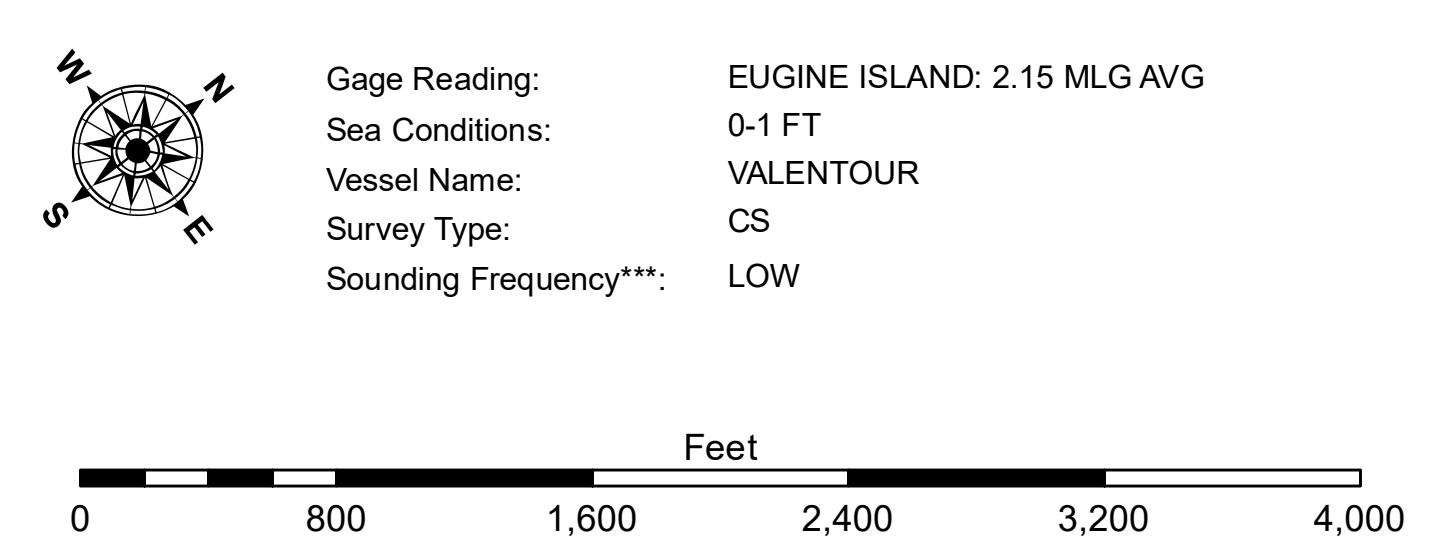 W
N
S
E
Gage Reading: EUGINE ISLAND: 2.15 MLG AVG
Sea Conditions: 0-1 FT
Vessel Name: VALENTOUR
Survey Type: CS
Sounding Frequency***: LOW
Feet
0 800 1,600 2,400 3,200 4,000